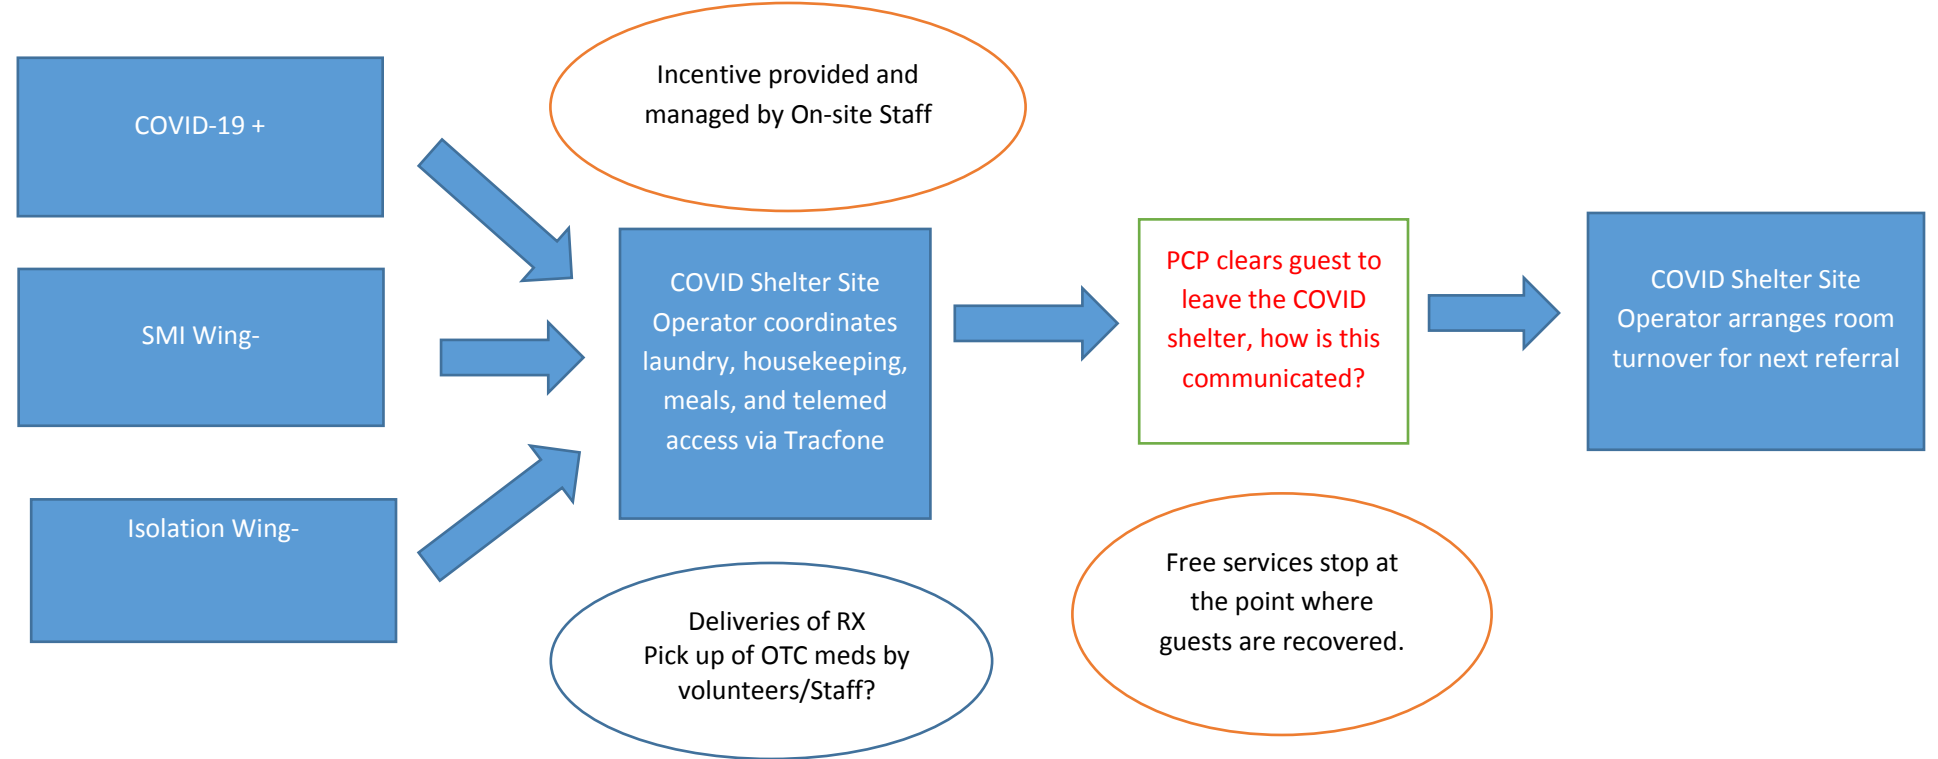 COVID-19 +
SMI Wing-
Isolation Wing-
Incentive provided and
managed by On-site Staff
COVID Shelter Site
Operator coordinates
laundry, housekeeping,
meals, and telemed
access via Tracfone
Deliveries of RX
Pick up of OTC meds by
volunteers/Staff?
PCP clears guest to
leave the COVID
shelter, how is this
communicated?
Free services stop at
the point where
guests are recovered.
COVID Shelter Site
Operator arranges room
turnover for next referral